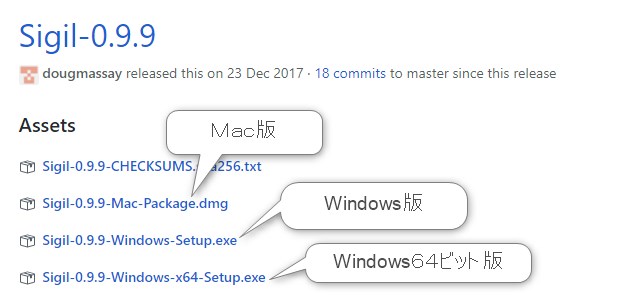 Sigil-0.9.9
dougmassay released this on 23 Dec 2017 · 18 commits to master since this release
Assets
Mac版
Sigil-0.9.9-CHECKSUMS. a256.txt
Sigil-0.9.9-Mac-Package.dmg
Windows版
Sigil-0.9.9-Windows-Setup.exe
Windows64ビット版
Sigil-0.9.9-Windows-x64-Setup.exe